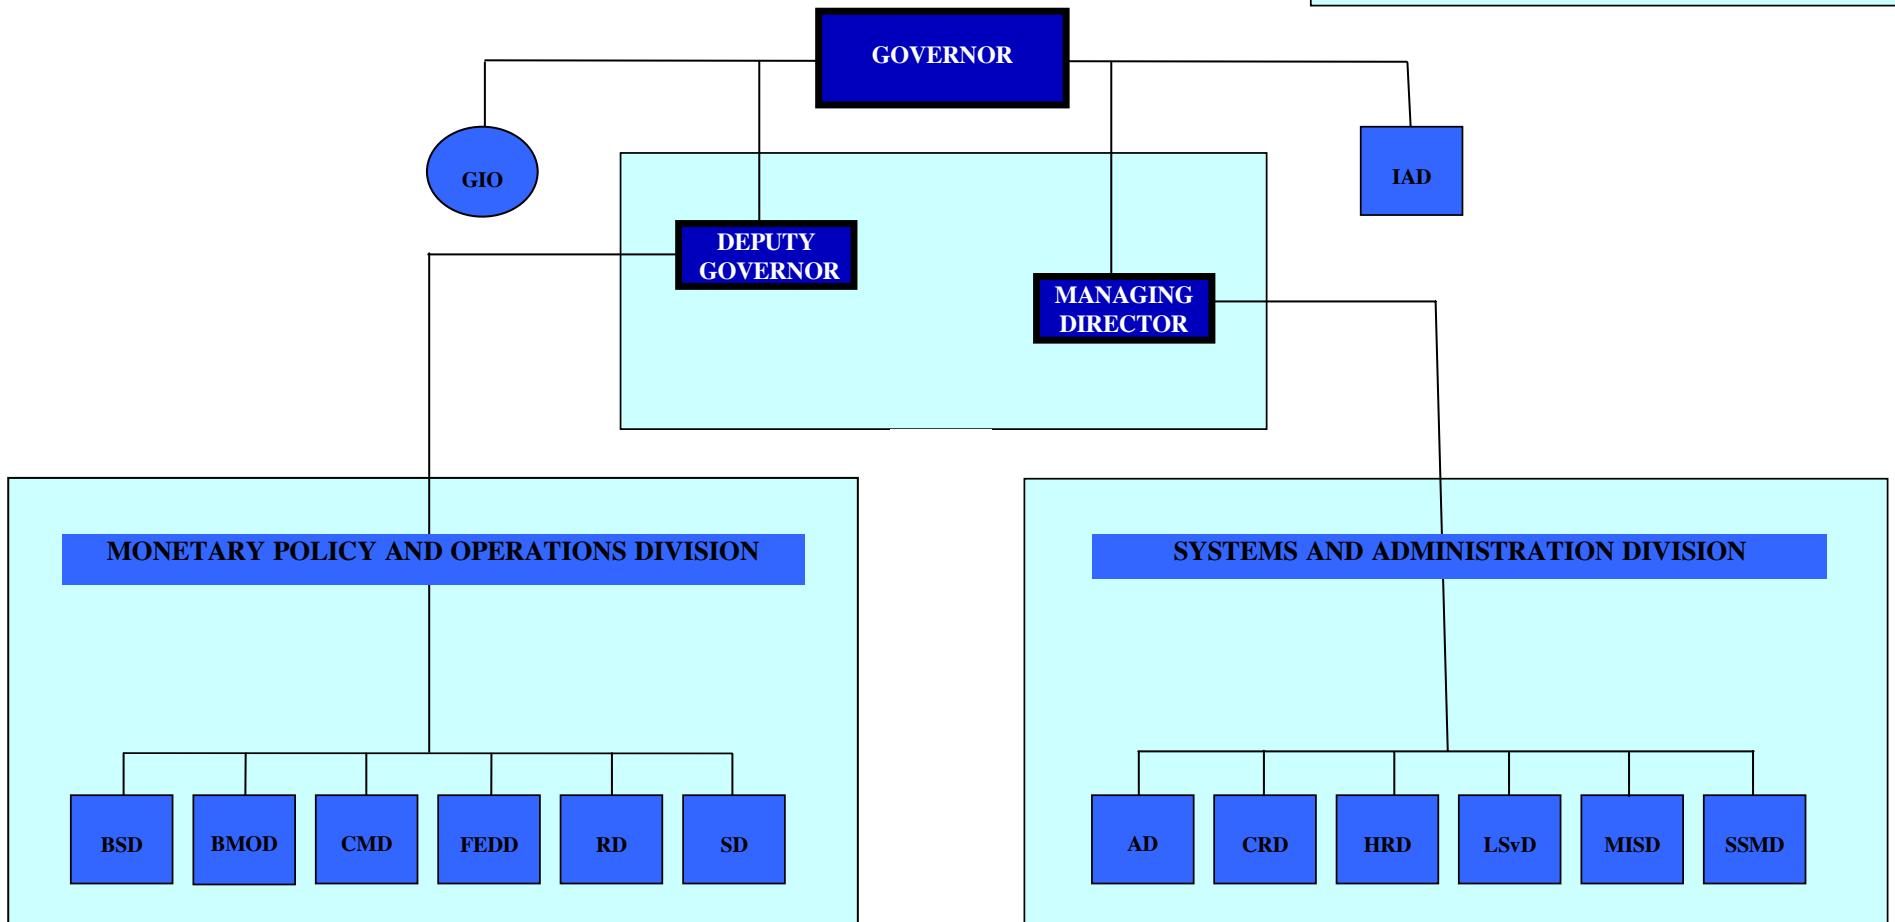 GOVERNOR
GIO
IAD
DEPUTY
GOVERNOR
MANAGING
DIRECTOR
MONETARY POLICY AND OPERATIONS DIVISION
SYSTEMS AND ADMINISTRATION DIVISION
BSD
BMOD
CMD
FEDD
RD
SD
AD
CRD
HRD
LSvD
MISD
SSMD